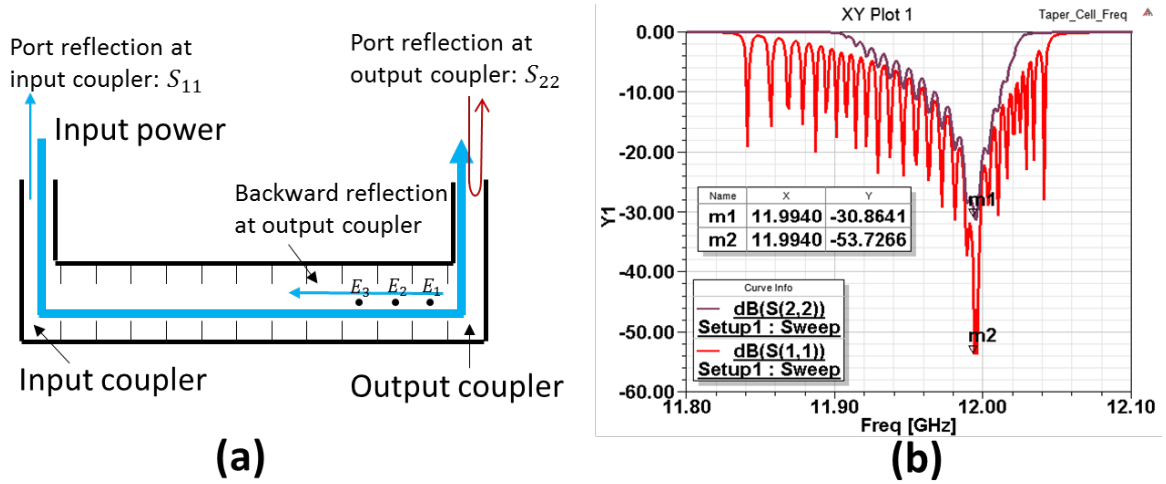 Port reflection at
input coupler: S11
Port reflection at
output coupler: S22
Input power
Backward reflection
at output coupler
E3 E2 E1
Input coupler
Output coupler
(a)
XY Plot 1
Taper_Cell_Freq
0.00
-10.00
-20.00
-30.00
-40.00
-50.00
-60.00
Y1
m1
Name X Y
m1 11.9940 -30.8641
m2 11.9940 -53.7266
Curve Info
dB(S(2,2))
Setup1 : Sweep
dB(S(1,1))
Setup1 : Sweep
m2
11.80 11.90 12.00 12.10
Freq [GHz]
(b)